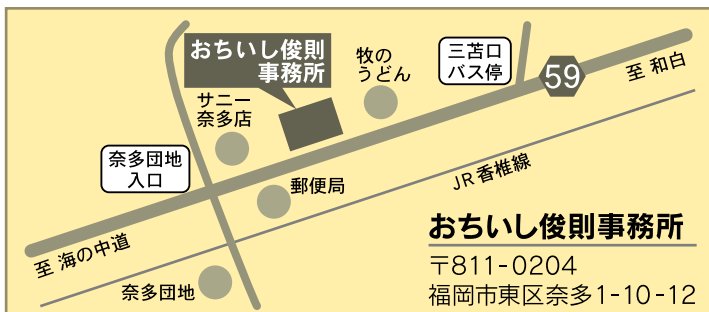 おちいし俊則
事務所
牧の
うどん
三苫口
バス停
59
至 和白
サニー
奈多店
奈多団地
入口
郵便局
JR香椎線
至 海の中道
奈多団地
おちいし俊則事務所
〒811-0204
福岡市東区奈多1-10-12